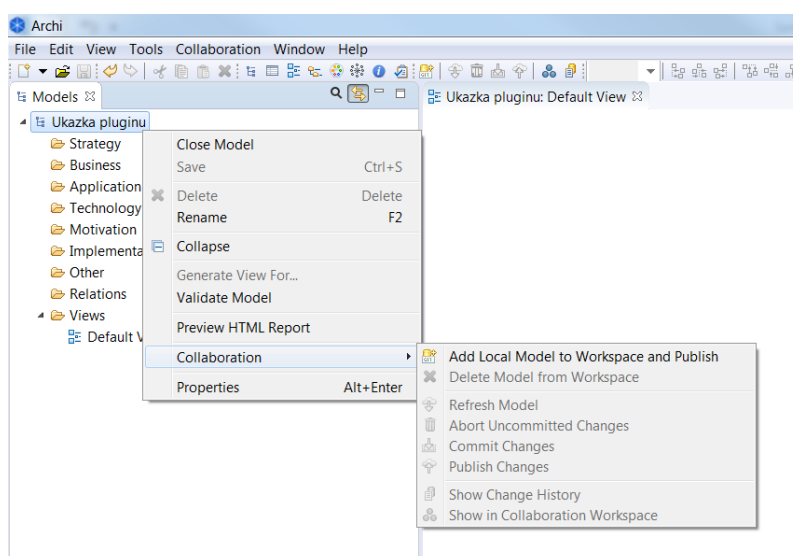 Archi
File Edit View Tools Collaboration Window Help
Models
Ukazka pluginu: Default View
Ukazka pluginu
Strategy
Business
Application
Technology
Motivation
Implementa
Other
Relations
Views
Default V
Close Model
Save Ctrl+S
Delete Delete
Rename F2
Collapse
Generate View For...
Validate Model
Preview HTML Report
Collaboration
Properties Alt+Enter
Add Local Model to Workspace and Publish
Delete Model from Workspace
Refresh Model
Abort Uncommitted Changes
Commit Changes
Publish Changes
Show Change History
Show in Collaboration Workspace